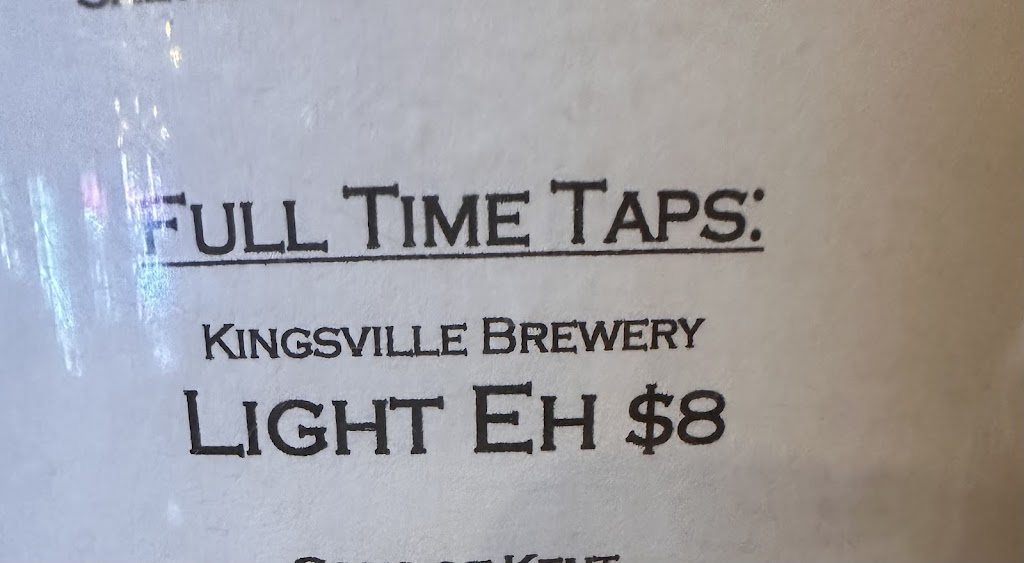 FULL TIME TAPS:
KINGSVILLE BREWERY
LIGHT EH $8